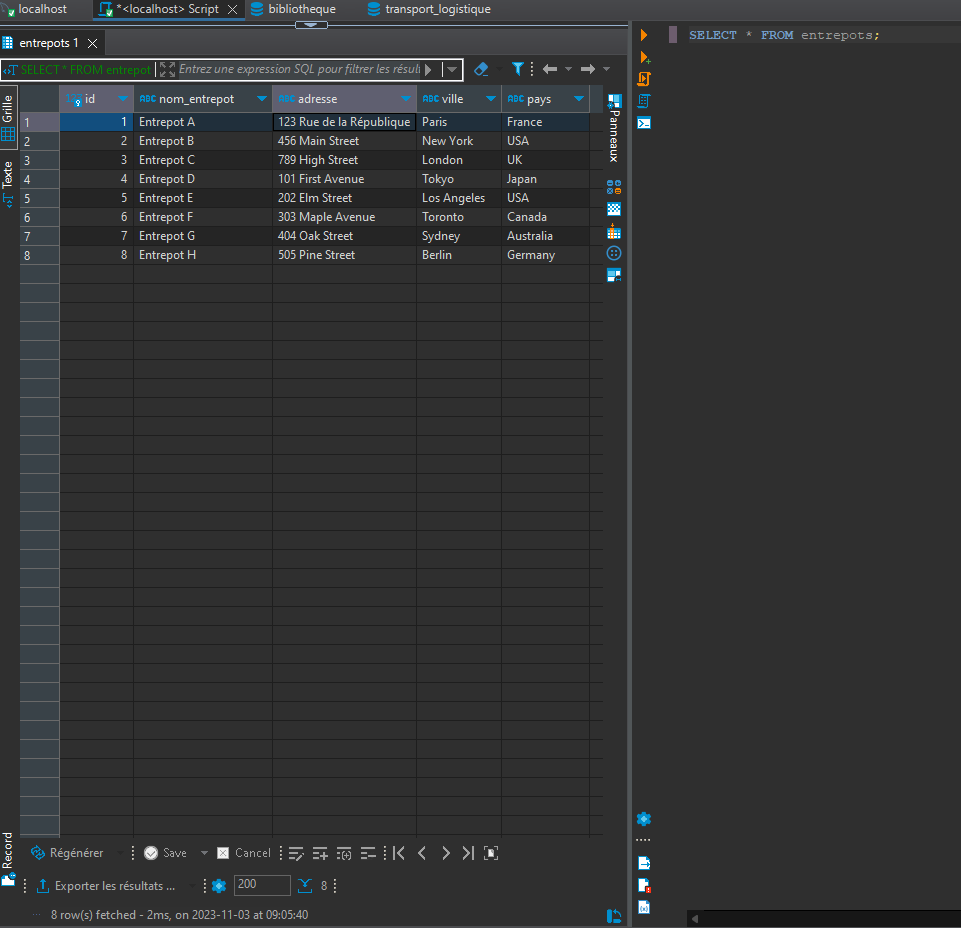 localhost
*<localhost> Script
bibliotheque
transport_logistique
entrepots 1
SELECT * FROM entrepots;
SELECT * FROM entrepot
Entrez une expression SQL pour filtrer les résul
Grille
Texte
Record
Panneaux
123 id ABC nom_entrepot ABC adresse ABC ville ABC pays
1 1 Entrepot A 123 Rue de la République Paris France
2 2 Entrepot B 456 Main Street New York USA
3 3 Entrepot C 789 High Street London UK
4 4 Entrepot D 101 First Avenue Tokyo Japan
5 5 Entrepot E 202 Elm Street Los Angeles USA
6 6 Entrepot F 303 Maple Avenue Toronto Canada
7 7 Entrepot G 404 Oak Street Sydney Australia
8 8 Entrepot H 505 Pine Street Berlin Germany
Régénérer Save Cancel
Exporter les résultats ... 200 8
8 row(s) fetched - 2ms, on 2023-11-03 at 09:05:40